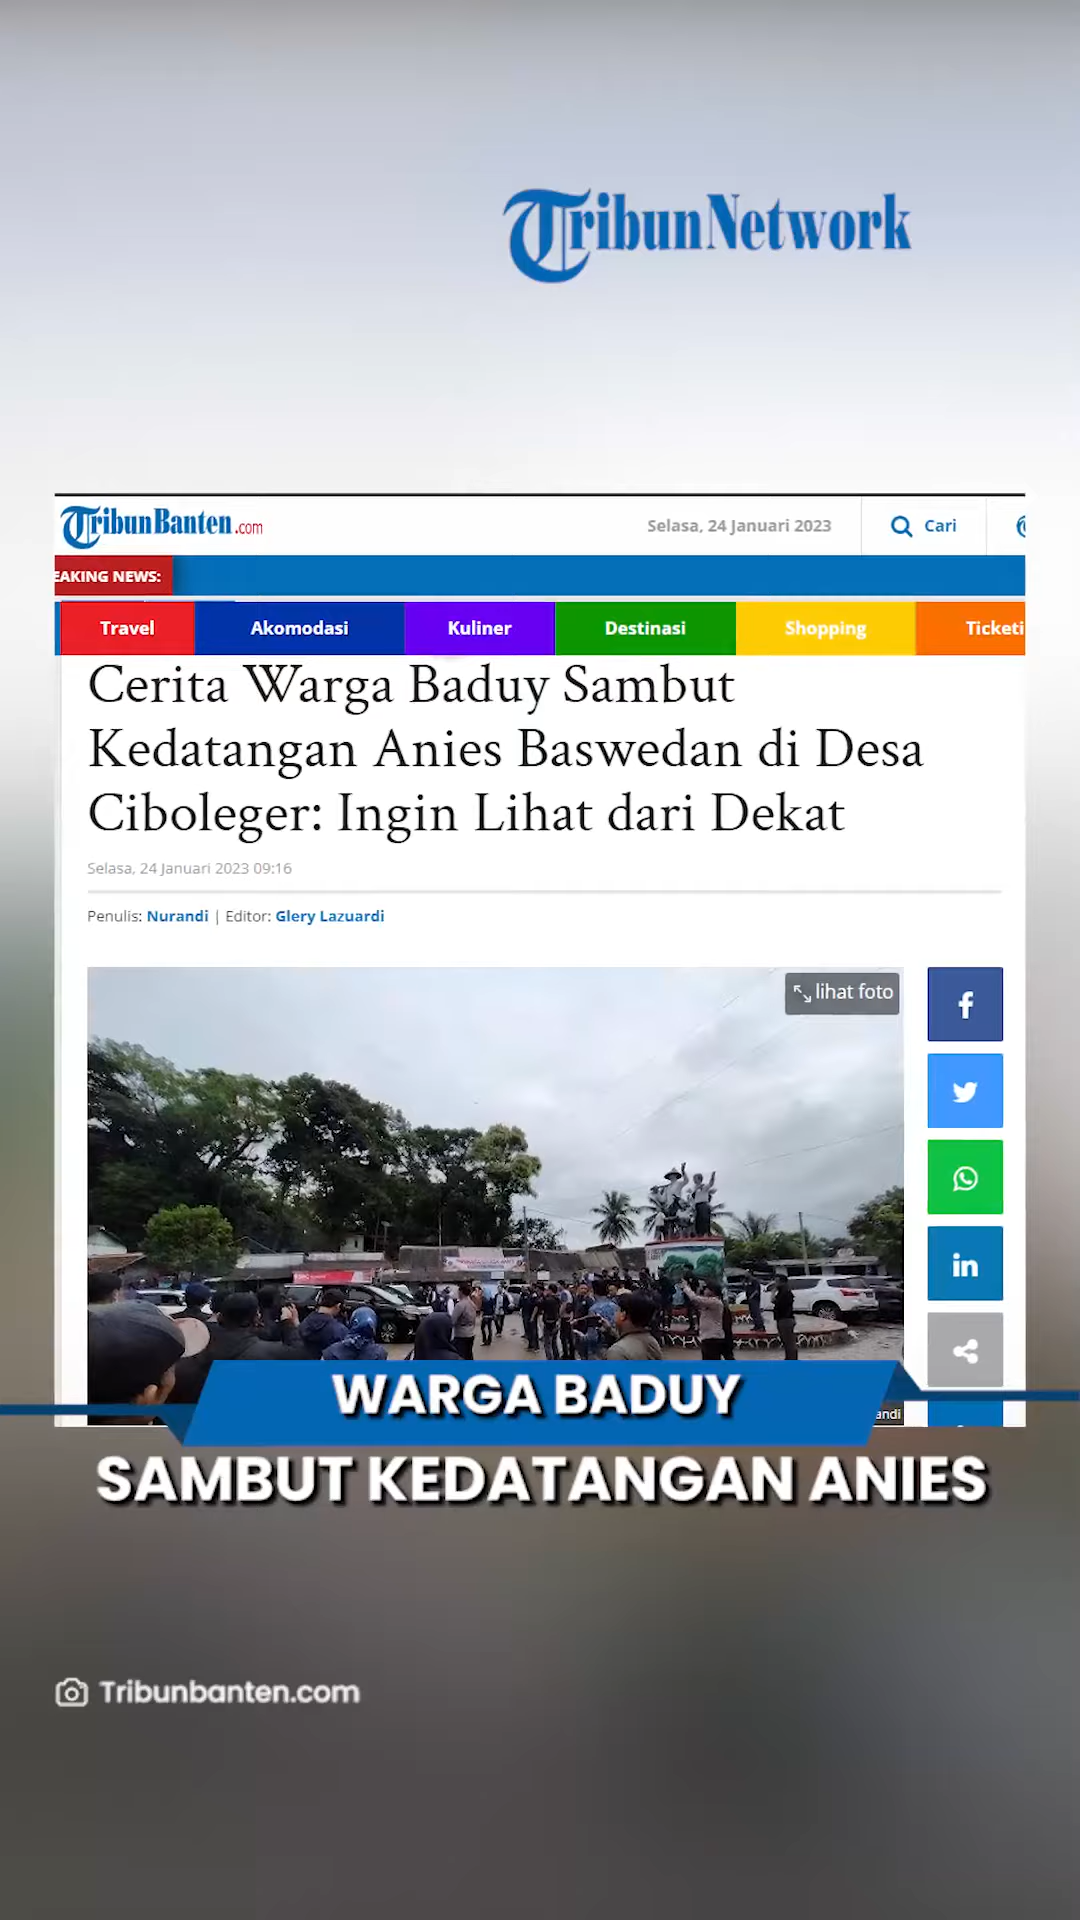 Tribun Network
TribunBanten.com
Selasa, 24 Januari 2023
Cari
EAKING NEWS:
Travel
Akomodasi
Kuliner
Destinasi
Shopping
Ticketi
Cerita Warga Baduy Sambut
Kedatangan Anies Baswedan di Desa
Ciboleger: Ingin Lihat dari Dekat
Selasa, 24 Januari 2023 09:16
Penulis: Nurandi | Editor: Glery Lazuardi
lihat foto
andi
WARGA BADUY
SAMBUT KEDATANGAN ANIES
Tribunbanten.com